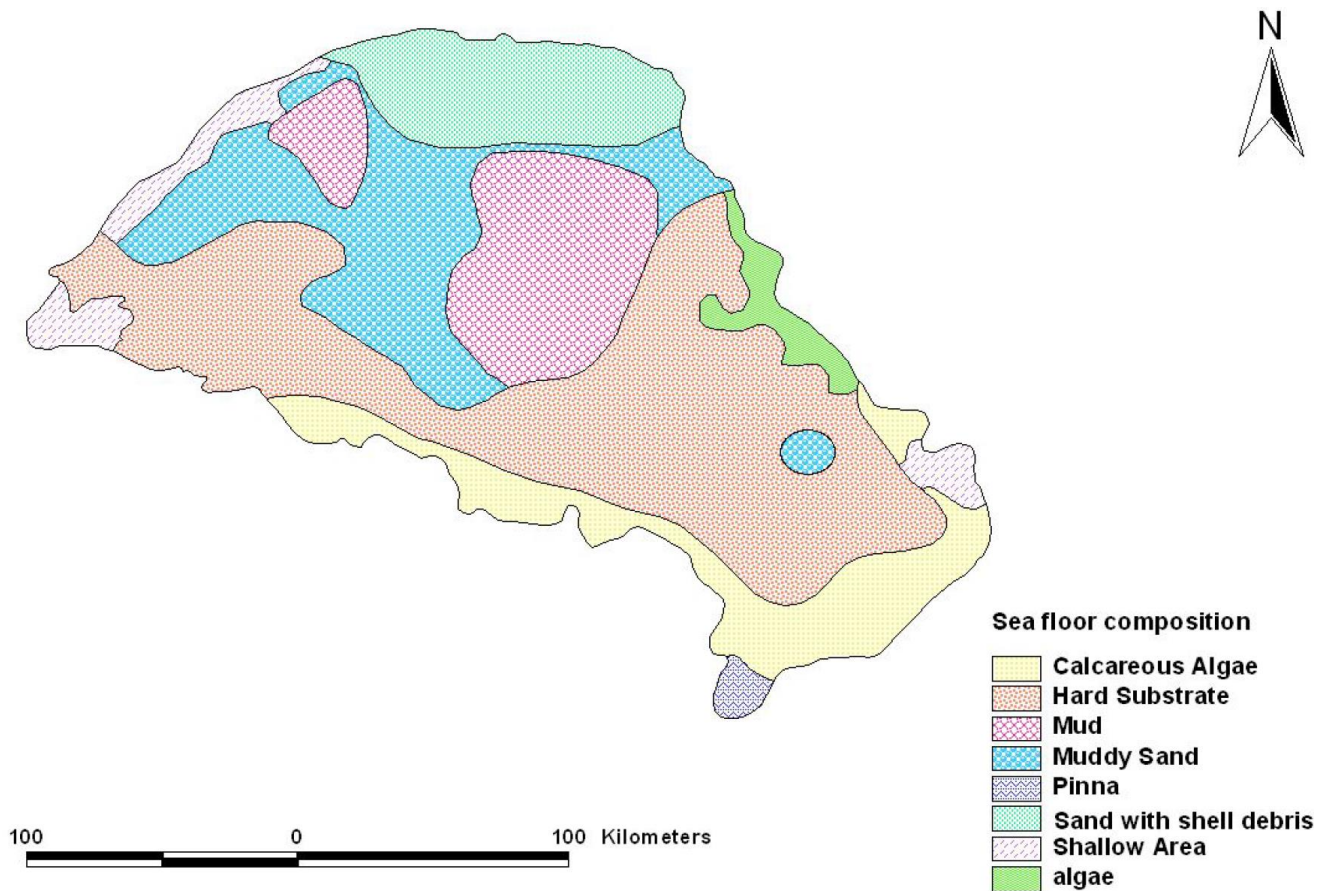 N
Sea floor composition
Calcareous Algae
Hard Substrate
Mud
Muddy Sand
Pinna
Sand with shell debris
Shallow Area
algae
100 0 100 Kilometers